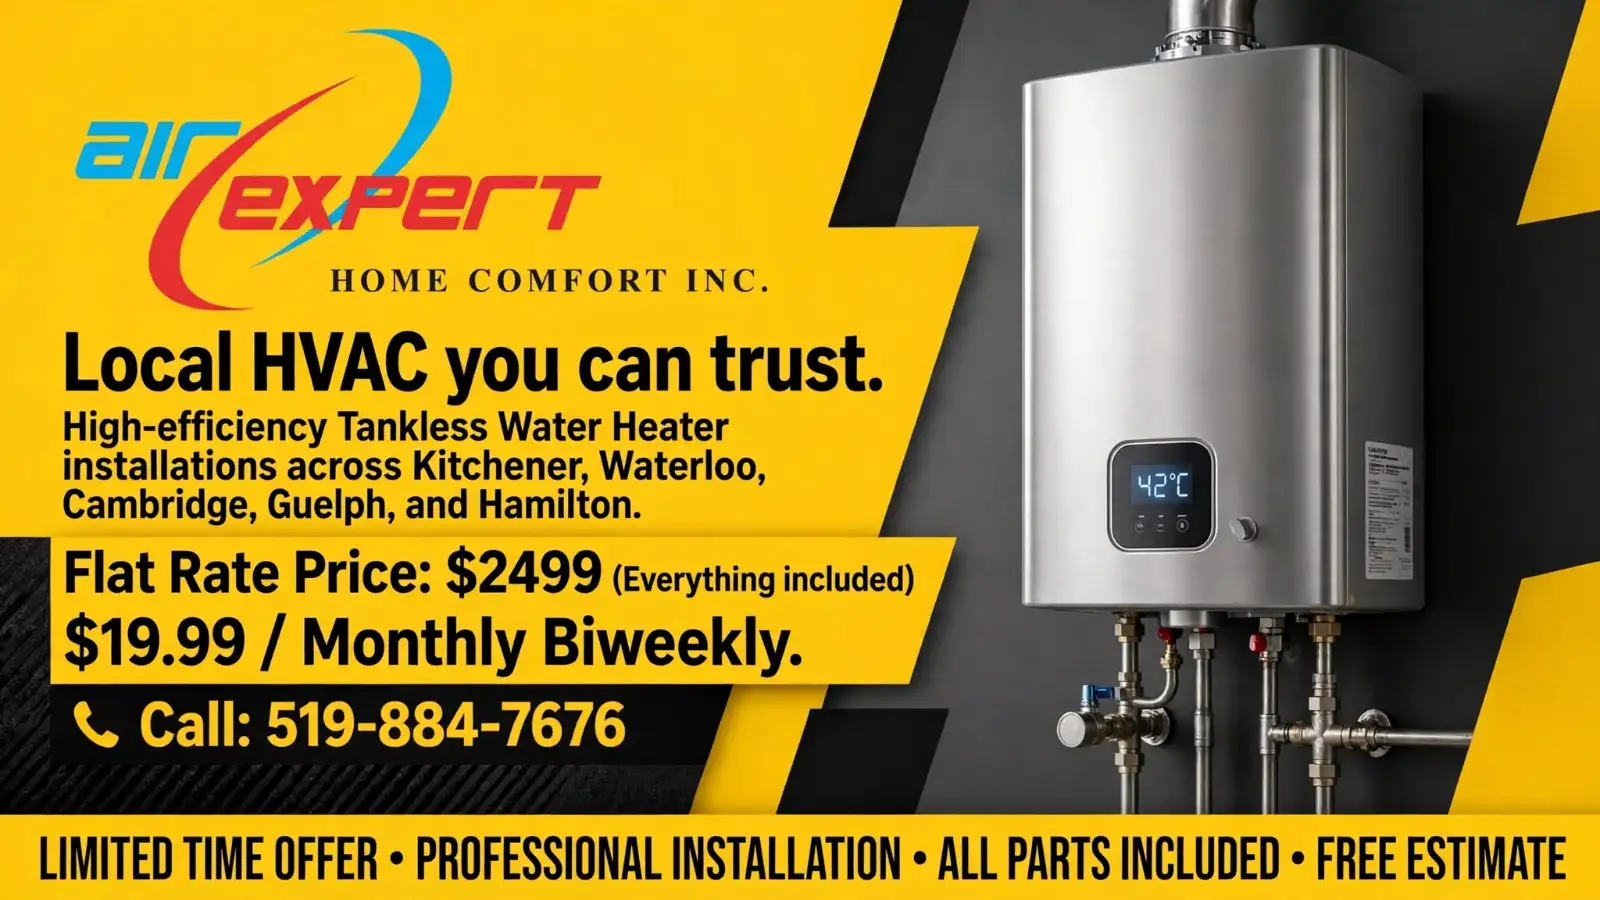 air expert
HOME COMFORT INC.
Local HVAC you can trust.
High-efficiency Tankless Water Heater
installations across Kitchener, Waterloo,
Cambridge, Guelph, and Hamilton.
Flat Rate Price: $2499 (Everything included)
$19.99 / Monthly Biweekly.
Call: 519-884-7676
42°C
LIMITED TIME OFFER • PROFESSIONAL INSTALLATION • ALL PARTS INCLUDED • FREE ESTIMATE